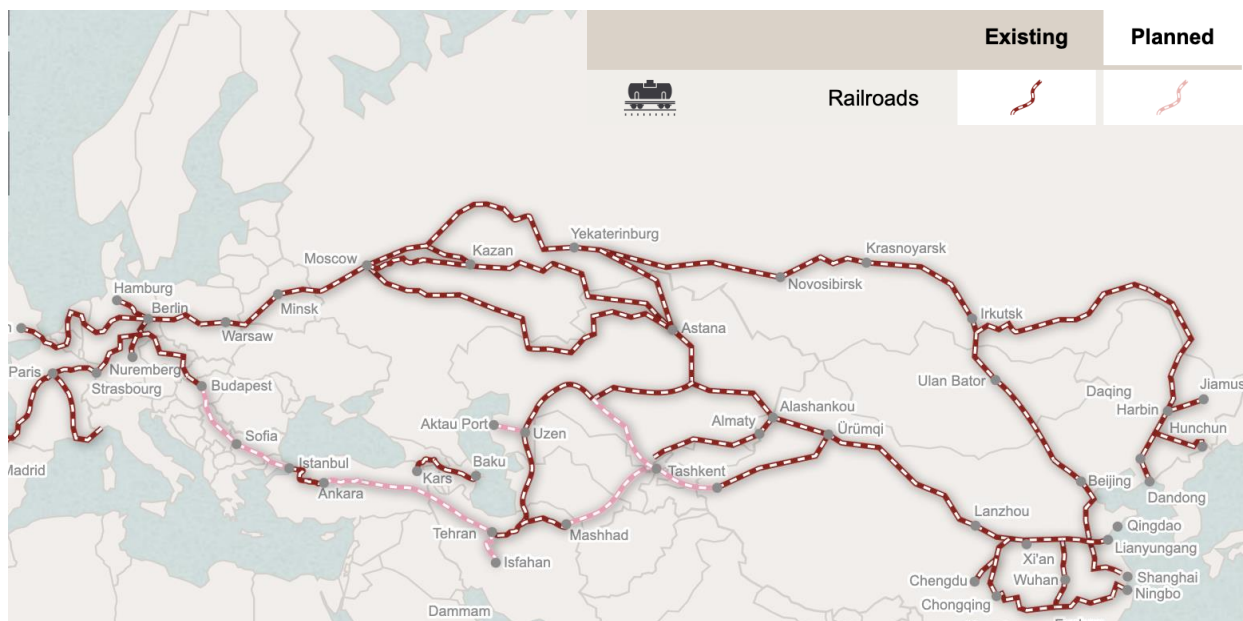 Existing
Planned
Railroads
Yekaterinburg
Krasnoyarsk
Kazan
Moscow
Novosibirsk
Hamburg
Berlin
Minsk
Irkutsk
Warsaw
Astana
Paris
Nuremberg
Strasbourg
Budapest
Ulan Bator
Daqing
Jiamus
Harbin
Alashankou
Hunchun
Aktau Port
Uzen
Almaty
Ürümqi
Sofia
Madrid
Istanbul
Baku
Kars
Tashkent
Beijing
Ankara
Dandong
Lanzhou
Qingdao
Tehran
Mashhad
Lianyungang
Isfahan
Xi'an
Chengdu
Wuhan
Shanghai
Chongqing
Ningbo
Dammam